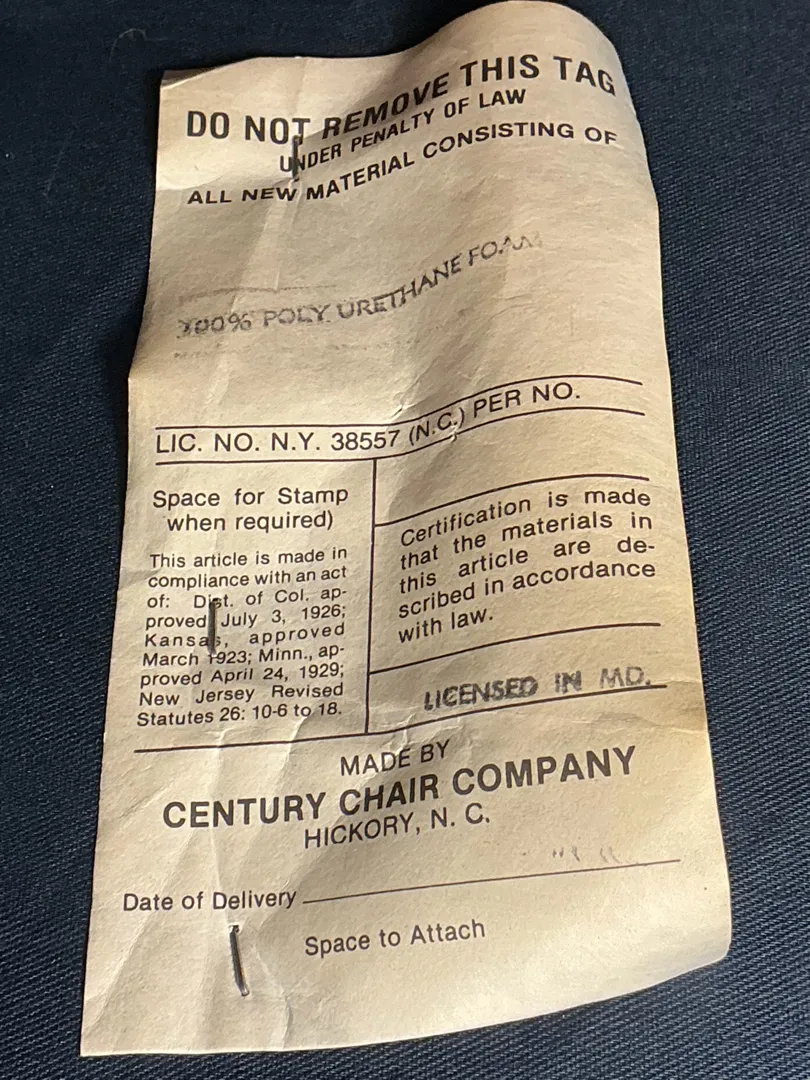 DO NOT REMOVE THIS TAG
UNDER PENALTY OF LAW
ALL NEW MATERIAL CONSISTING OF
100% POLY URETHANE FOAM
LIC. NO. N.Y. 38557 (N.C.) PER NO.
Space for Stamp
when required)
This article is made in
compliance with an act
of: Dist. of Col. ap-
proved July 3, 1926;
Kansas, approved
March 1923; Minn., ap-
proved April 24, 1929;
New Jersey Revised
Statutes 26: 10-6 to 18.
Certification is made
that the materials in
this article are de-
scribed in accordance
with law.
LICENSED IN MD.
MADE BY
CENTURY CHAIR COMPANY
HICKORY, N. C.
Date of Delivery
Space to Attach